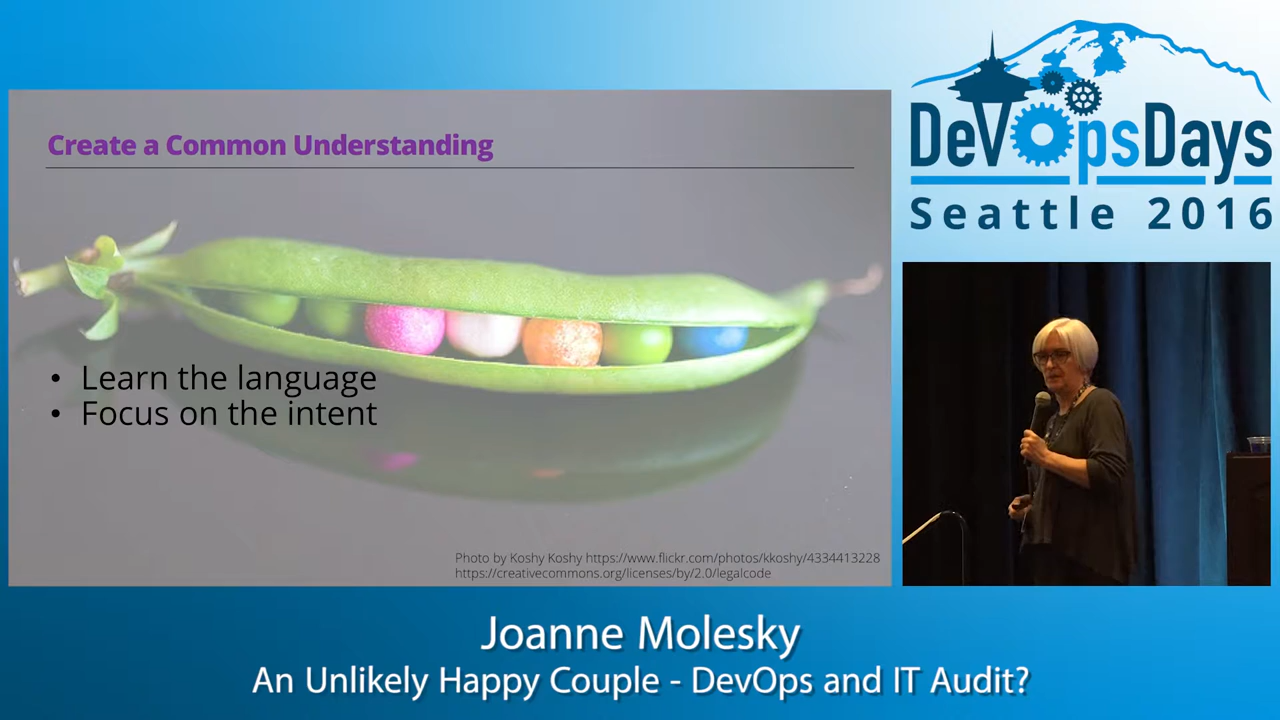 DevOpsDays
Seattle 2016
Create a Common Understanding
• Learn the language
• Focus on the intent
Photo by Koshy Koshy https://www.flickr.com/photos/kkoshy/4334413228
https://creativecommons.org/licenses/by/2.0/legalcode
Joanne Molesky
An Unlikely Happy Couple - DevOps and IT Audit?